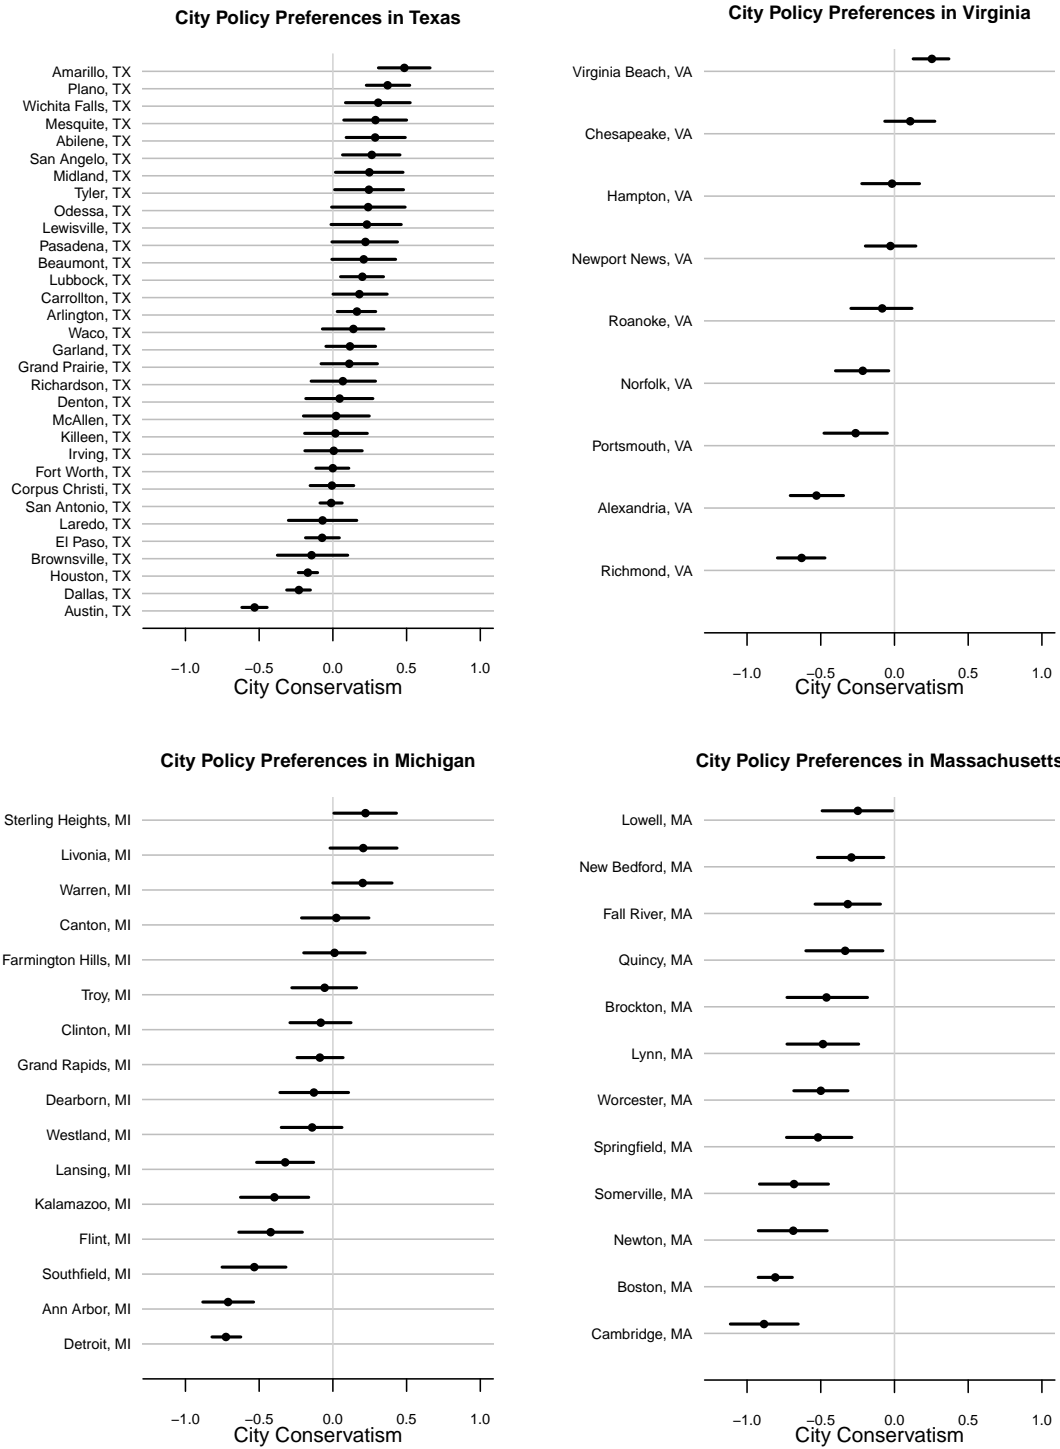 City Policy Preferences in Texas
Amarillo, TX
Plano, TX
Wichita Falls, TX
Mesquite, TX
Abilene, TX
San Angelo, TX
Midland, TX
Tyler, TX
Odessa, TX
Lewisville, TX
Pasadena, TX
Beaumont, TX
Lubbock, TX
Carrollton, TX
Arlington, TX
Waco, TX
Garland, TX
Grand Prairie, TX
Richardson, TX
Denton, TX
McAllen, TX
Killeen, TX
Irving, TX
Fort Worth, TX
Corpus Christi, TX
San Antonio, TX
Laredo, TX
El Paso, TX
Brownsville, TX
Houston, TX
Dallas, TX
Austin, TX
−1.0 −0.5 0.0 0.5 1.0
City Conservatism
City Policy Preferences in Virginia
Virginia Beach, VA
Chesapeake, VA
Hampton, VA
Newport News, VA
Roanoke, VA
Norfolk, VA
Portsmouth, VA
Alexandria, VA
Richmond, VA
−1.0 −0.5 0.0 0.5 1.0
City Conservatism
City Policy Preferences in Michigan
Sterling Heights, MI
Livonia, MI
Warren, MI
Canton, MI
Farmington Hills, MI
Troy, MI
Clinton, MI
Grand Rapids, MI
Dearborn, MI
Westland, MI
Lansing, MI
Kalamazoo, MI
Flint, MI
Southfield, MI
Ann Arbor, MI
Detroit, MI
−1.0 −0.5 0.0 0.5 1.0
City Conservatism
City Policy Preferences in Massachusetts
Lowell, MA
New Bedford, MA
Fall River, MA
Quincy, MA
Brockton, MA
Lynn, MA
Worcester, MA
Springfield, MA
Somerville, MA
Newton, MA
Boston, MA
Cambridge, MA
−1.0 −0.5 0.0 0.5 1.0
City Conservatism